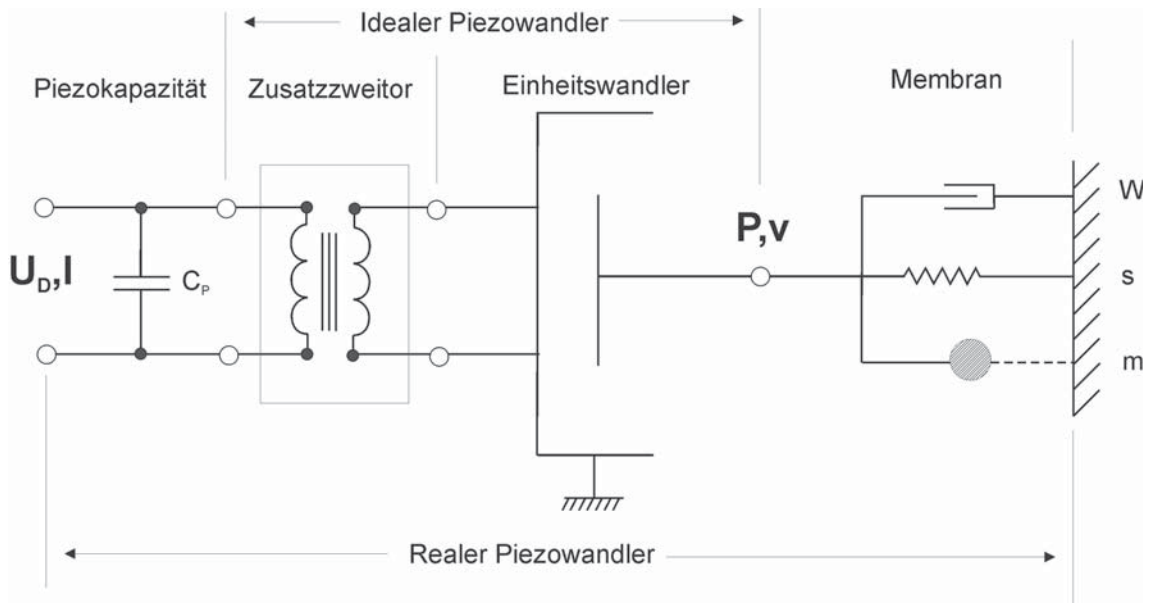 Idealer Piezowandler
Piezokapazität
Zusatzzweitor
Einheitswandler
Membran
W
P,v
U_D,I
C_P
s
m
Realer Piezowandler